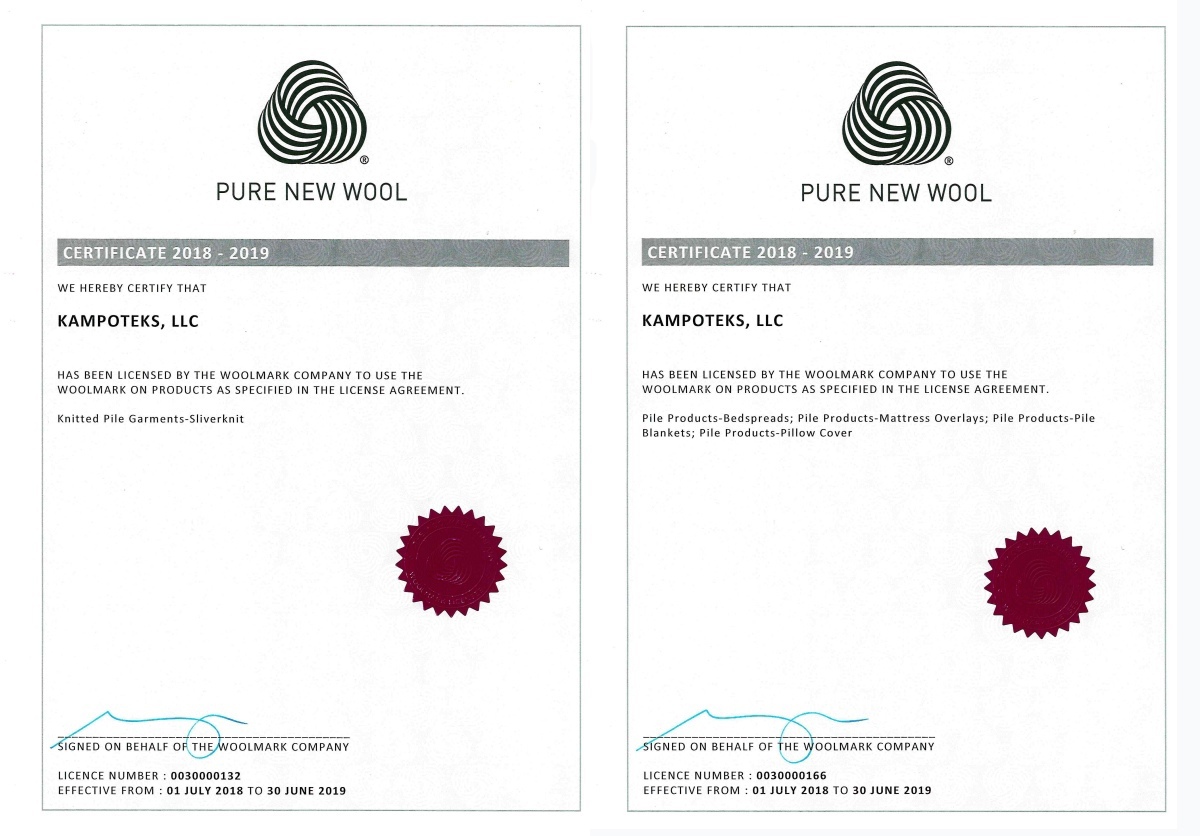 ®
PURE NEW WOOL
CERTIFICATE 2018 - 2019
WE HEREBY CERTIFY THAT
KAMPOTEKS, LLC
HAS BEEN LICENSED BY THE WOOLMARK COMPANY TO USE THE
WOOLMARK ON PRODUCTS AS SPECIFIED IN THE LICENSE AGREEMENT.
Knitted Pile Garments-Sliverknit
SIGNED ON BEHALF OF THE WOOLMARK COMPANY
LICENCE NUMBER : 0030000132
EFFECTIVE FROM : 01 JULY 2018 TO 30 JUNE 2019
®
PURE NEW WOOL
CERTIFICATE 2018 - 2019
WE HEREBY CERTIFY THAT
KAMPOTEKS, LLC
HAS BEEN LICENSED BY THE WOOLMARK COMPANY TO USE THE
WOOLMARK ON PRODUCTS AS SPECIFIED IN THE LICENSE AGREEMENT.
Pile Products-Bedspreads; Pile Products-Mattress Overlays; Pile Products-Pile
Blankets; Pile Products-Pillow Cover
SIGNED ON BEHALF OF THE WOOLMARK COMPANY
LICENCE NUMBER : 0030000166
EFFECTIVE FROM : 01 JULY 2018 TO 30 JUNE 2019